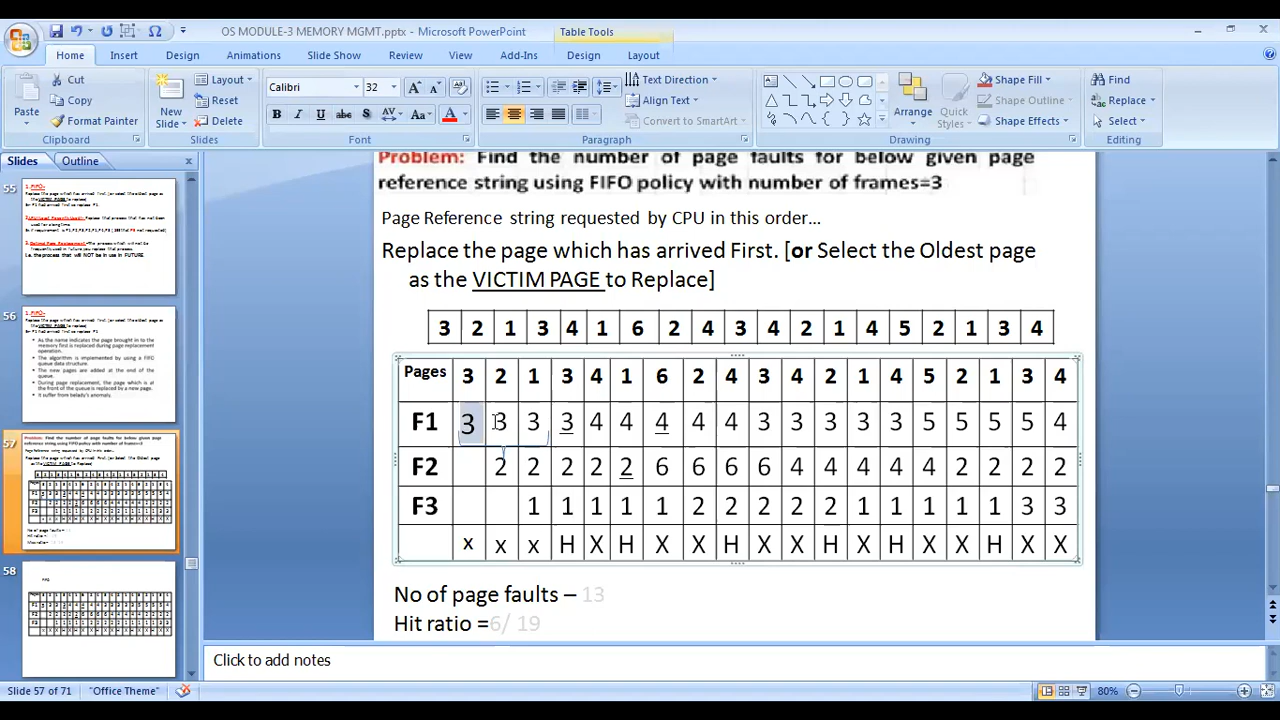 OS MODULE-3 MEMORY MGMT.pptx - Microsoft PowerPoint
Table Tools
Home Insert Design Animations Slide Show Review View Add-Ins Design Layout
Cut
Copy
Format Painter
Paste
Clipboard
New Slide
Layout
Reset
Delete
Slides
Calibri 32
B I U abc S AV Aa A
Font
Paragraph
Text Direction
Align Text
Convert to SmartArt
Arrange
Quick Styles
Shape Fill
Shape Outline
Shape Effects
Drawing
Find
Replace
Select
Editing
Slides Outline
55
56
57
58
Problem: Find the number of page faults for below given page
reference string using FIFO policy with number of frames=3
Page Reference string requested by CPU in this order...
Replace the page which has arrived First. [or Select the Oldest page
as the VICTIM PAGE to Replace]
3 2 1 3 4 1 6 2 4 3 4 2 1 4 5 2 1 3 4
Pages 3 2 1 3 4 1 6 2 4 3 4 2 1 4 5 2 1 3 4
F1 3 3 3 3 4 4 4 4 4 3 3 3 3 3 5 5 5 5 4
F2 2 2 2 2 2 6 6 6 6 4 4 4 4 4 2 2 2 2
F3 1 1 1 1 1 2 2 2 2 2 1 1 1 1 1 3 3
x x x H X H X X H X X H X H X X H X X
No of page faults – 13
Hit ratio =6/ 19
Click to add notes
Slide 57 of 71 "Office Theme" 80%